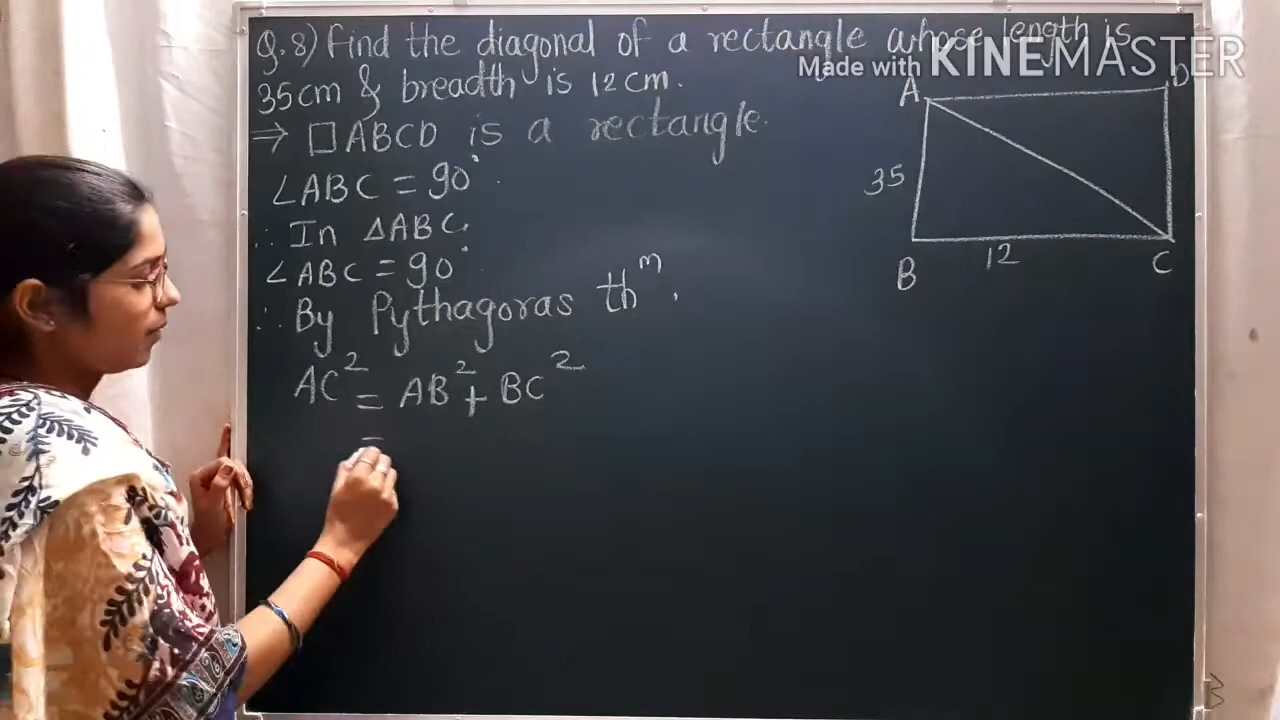 Q.8) Find the diagonal of a rectangle whose length is
35cm & breadth is 12cm.
Made with KINEMASTER
⇒ □ABCD is a rectangle.
∠ABC = 90°.
∴ In △ABC.
∠ABC = 90°.
∴ By Pythagoras thᵐ.
AC² = AB² + BC²
=
A
D
35
12
B
C